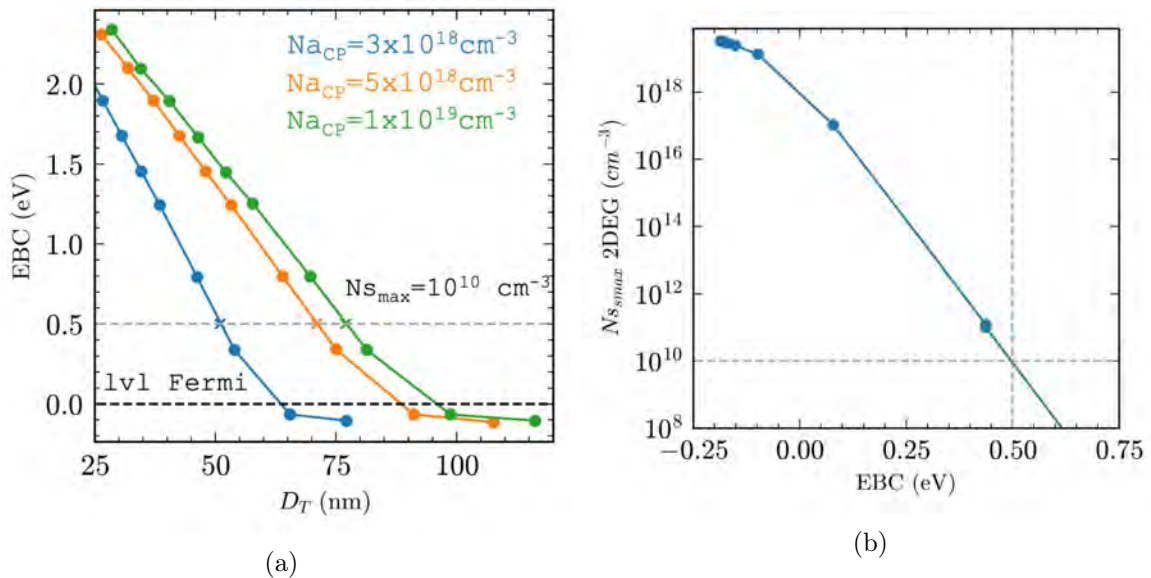 Na_CP=3x10^18cm^−3
Na_CP=5x10^18cm^−3
Na_CP=1x10^19cm^−3
Ns_max=10^10 cm^−3
lvl Fermi
EBC (eV)
2.0
1.5
1.0
0.5
0.0
25
50
75
100
D_T (nm)
(a)
Ns_smax 2DEG (cm^−3)
10^18
10^16
10^14
10^12
10^10
10^8
−0.25
0.00
0.25
0.50
0.75
EBC (eV)
(b)